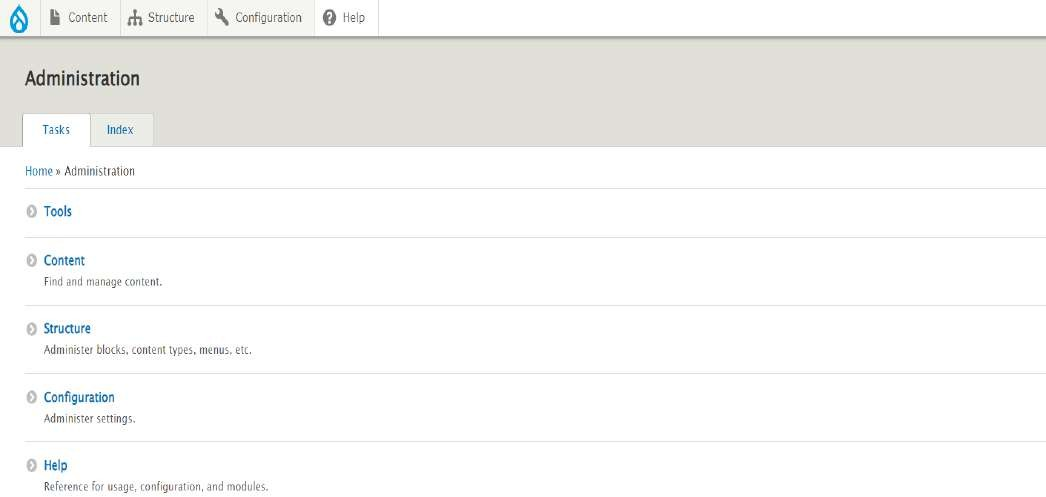 Content Structure Configuration Help
Administration
Tasks Index
Home » Administration
Tools
Content
Find and manage content.
Structure
Administer blocks, content types, menus, etc.
Configuration
Administer settings.
Help
Reference for usage, configuration, and modules.